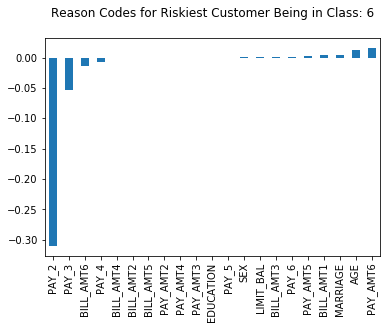 Reason Codes for Riskiest Customer Being in Class: 6
0.00
−0.05
−0.10
−0.15
−0.20
−0.25
−0.30
PAY_2
PAY_3
BILL_AMT6
PAY_4
BILL_AMT4
BILL_AMT2
BILL_AMT5
PAY_AMT2
PAY_AMT4
PAY_AMT3
EDUCATION
PAY_5
SEX
LIMIT_BAL
BILL_AMT3
PAY_6
PAY_AMT5
BILL_AMT1
MARRIAGE
AGE
PAY_AMT6